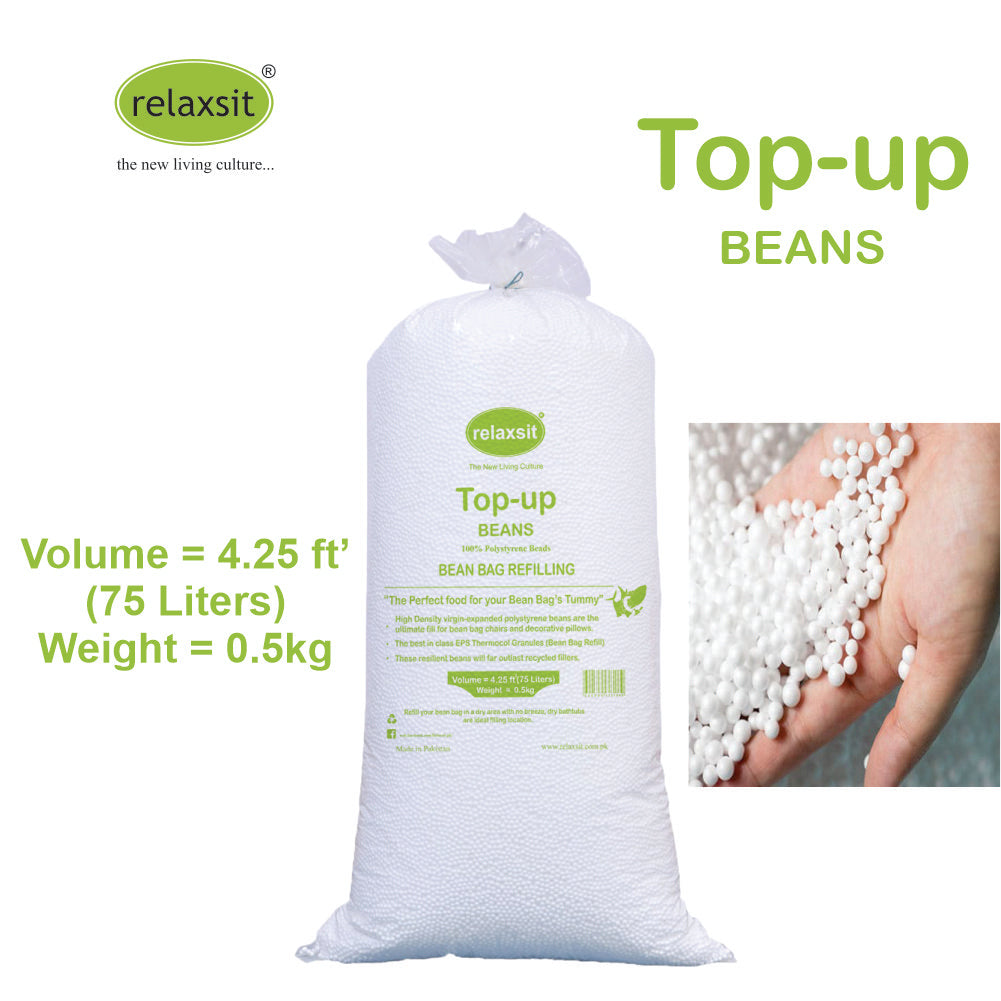 relaxsit®
the new living culture...
Top-up
BEANS
Volume = 4.25 ft’
(75 Liters)
Weight = 0.5kg
relaxsit
The New Living Culture
Top-up
BEANS
100% Polystyrene Beads
BEAN BAG REFILLING
"The Perfect food for your Bean Bag's Tummy"
• High Density virgin-expanded polystyrene beans are the
ultimate fill for bean bag chairs and decorative pillows.
• The best in class EPS Thermocol Granules (Bean Bag Refill)
• These resilient beans will far outlast recycled fillers.
Volume = 4.25 ft'(75 Liters)
Weight = 0.5kg
Refill your bean bag in a dry area with no breeze, dry bathtubs
are ideal filling location.
Made in Pakistan
www.relaxsit.com.pk